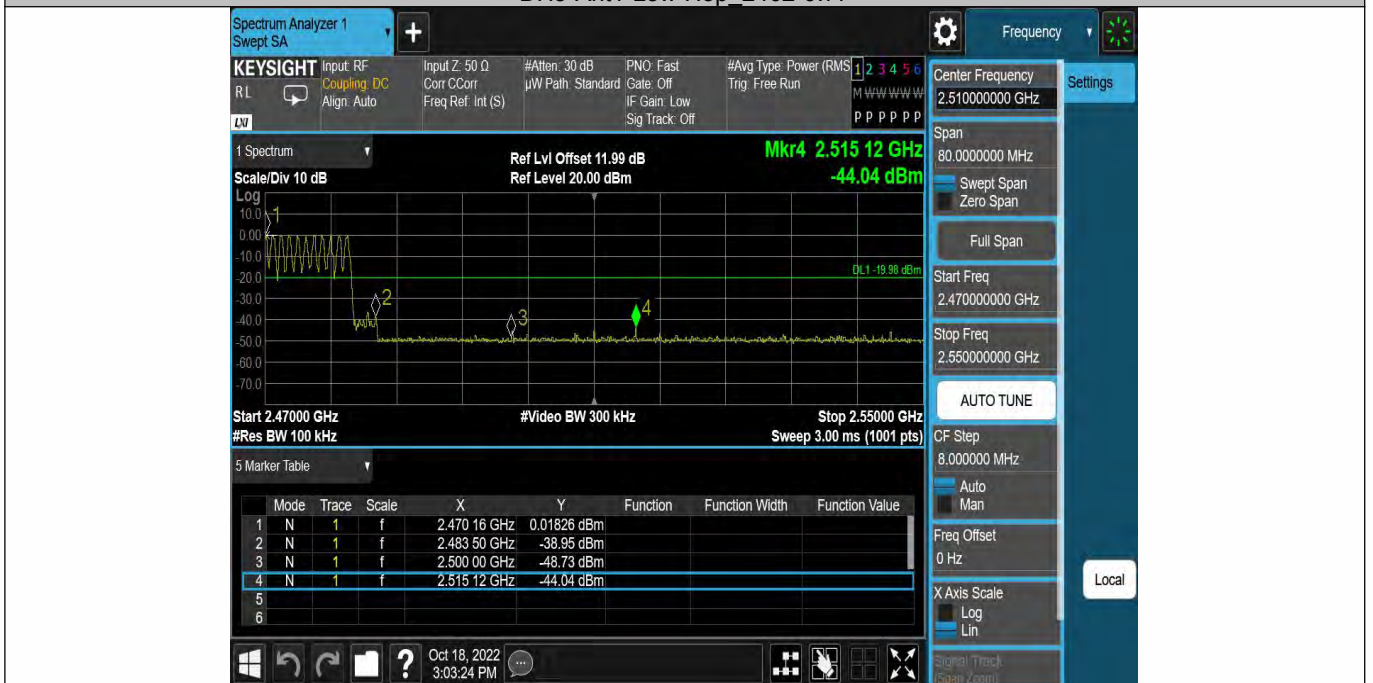 Spectrum Analyzer 1
Swept SA
+
Frequency
KEYSIGHT
RL
LXI
Input: RF
Coupling: DC
Align: Auto
Input Z: 50 Ω
Corr CCorr
Freq Ref: Int (S)
#Atten: 30 dB
µW Path: Standard
PNO: Fast
Gate: Off
IF Gain: Low
Sig Track: Off
#Avg Type: Power (RMS
Trig: Free Run
1 2 3 4 5 6
M W W W W W
P P P P P P
Center Frequency
2.510000000 GHz
Settings
1 Spectrum
Scale/Div 10 dB
Ref Lvl Offset 11.99 dB
Ref Level 20.00 dBm
Mkr4 2.515 12 GHz
-44.04 dBm
Log
10.0
0.00
-10.0
-20.0
-30.0
-40.0
-50.0
-60.0
-70.0
1
2
3
4
DL1 -19.98 dBm
Start 2.47000 GHz
#Res BW 100 kHz
#Video BW 300 kHz
Stop 2.55000 GHz
Sweep 3.00 ms (1001 pts)
Span
80.0000000 MHz
Swept Span
Zero Span
Full Span
Start Freq
2.470000000 GHz
Stop Freq
2.550000000 GHz
AUTO TUNE
CF Step
8.000000 MHz
Auto
Man
Freq Offset
0 Hz
X Axis Scale
Log
Lin
Signal Track
(Span Zoom)
Local
5 Marker Table
Mode Trace Scale X Y Function Function Width Function Value
1 N 1 f 2.470 16 GHz 0.01826 dBm
2 N 1 f 2.483 50 GHz -38.95 dBm
3 N 1 f 2.500 00 GHz -48.73 dBm
4 N 1 f 2.515 12 GHz -44.04 dBm
5
6
?
Oct 18, 2022
3:03:24 PM